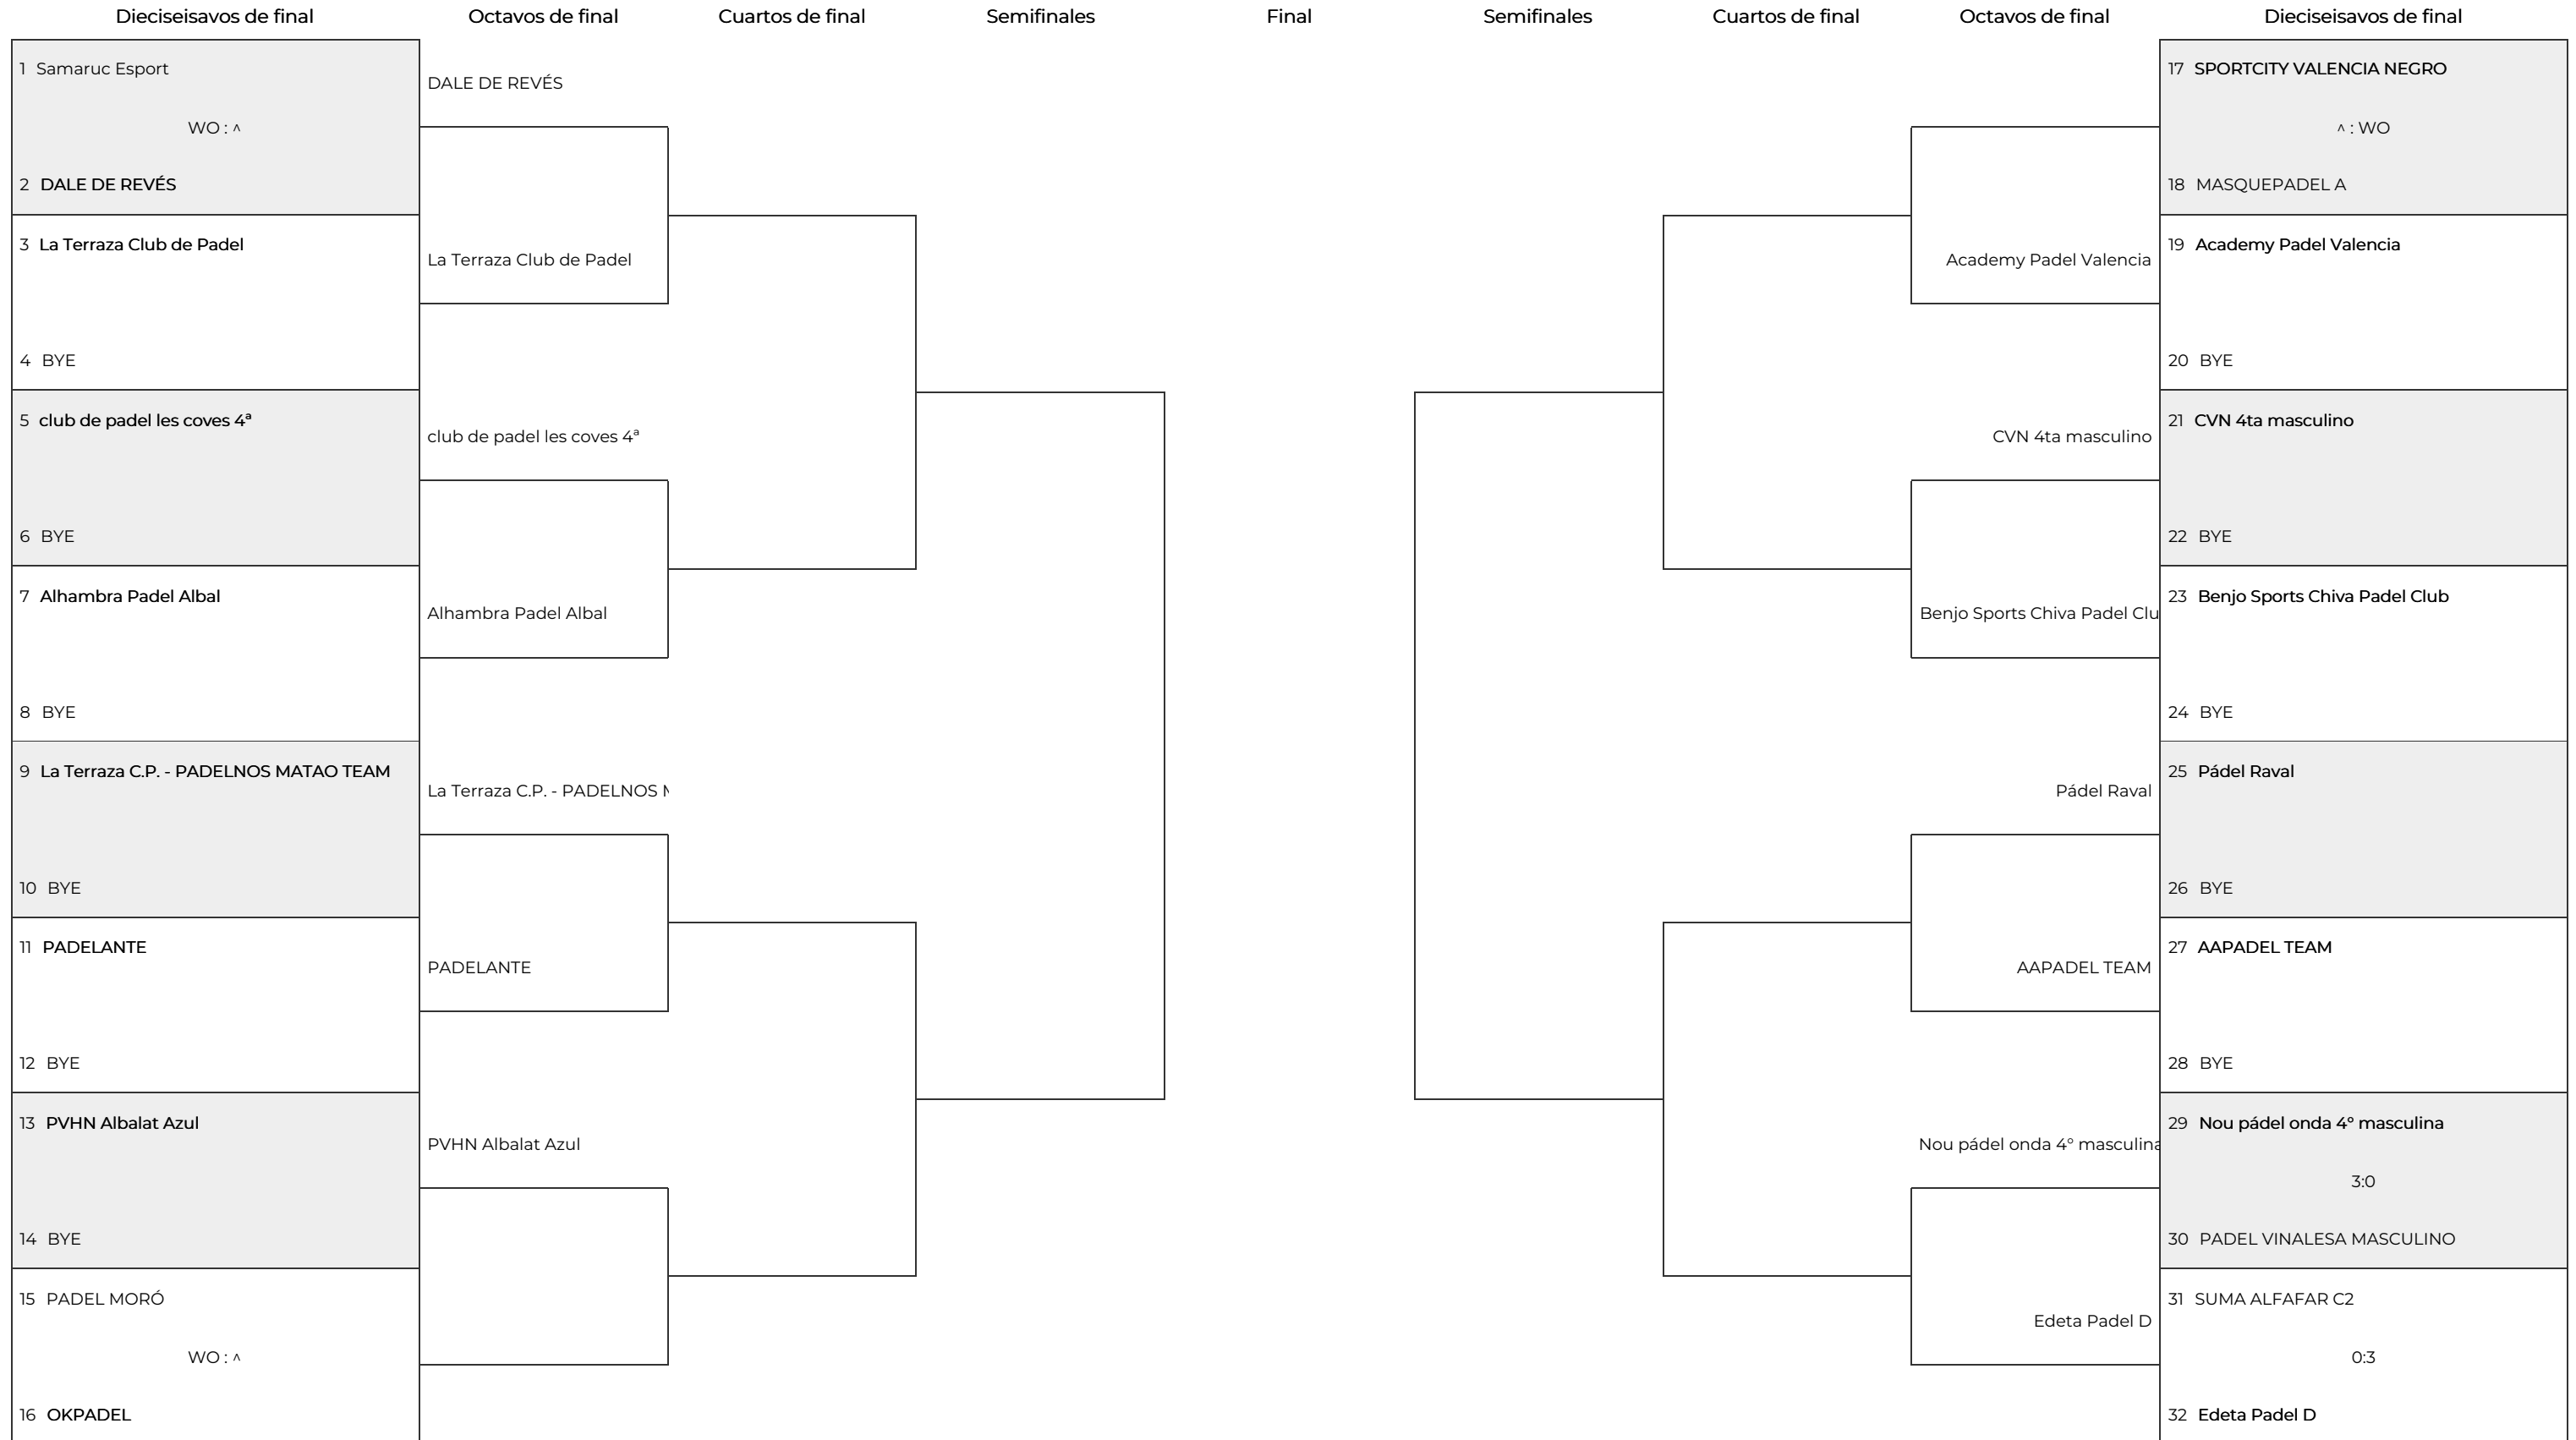 Dieciseisavos de final
Octavos de final
Cuartos de final
Semifinales
Final
Semifinales
Cuartos de final
Octavos de final
Dieciseisavos de final
1 Samaruc Esport
WO : ^
2 DALE DE REVÉS
3 La Terraza Club de Padel
4 BYE
5 club de padel les coves 4ª
6 BYE
7 Alhambra Padel Albal
8 BYE
9 La Terraza C.P. - PADELNOS MATAO TEAM
10 BYE
11 PADELANTE
12 BYE
13 PVHN Albalat Azul
14 BYE
15 PADEL MORÓ
WO : ^
16 OKPADEL
DALE DE REVÉS
La Terraza Club de Padel
club de padel les coves 4ª
Alhambra Padel Albal
La Terraza C.P. - PADELNOS
PADELANTE
PVHN Albalat Azul
Academy Padel Valencia
CVN 4ta masculino
Benjo Sports Chiva Padel Clu
Pádel Raval
AAPADEL TEAM
Nou pádel onda 4º masculina
Edeta Padel D
17 SPORTCITY VALENCIA NEGRO
^ : WO
18 MASQUEPADEL A
19 Academy Padel Valencia
20 BYE
21 CVN 4ta masculino
22 BYE
23 Benjo Sports Chiva Padel Club
24 BYE
25 Pádel Raval
26 BYE
27 AAPADEL TEAM
28 BYE
29 Nou pádel onda 4º masculina
3:0
30 PADEL VINALESA MASCULINO
31 SUMA ALFAFAR C2
0:3
32 Edeta Padel D